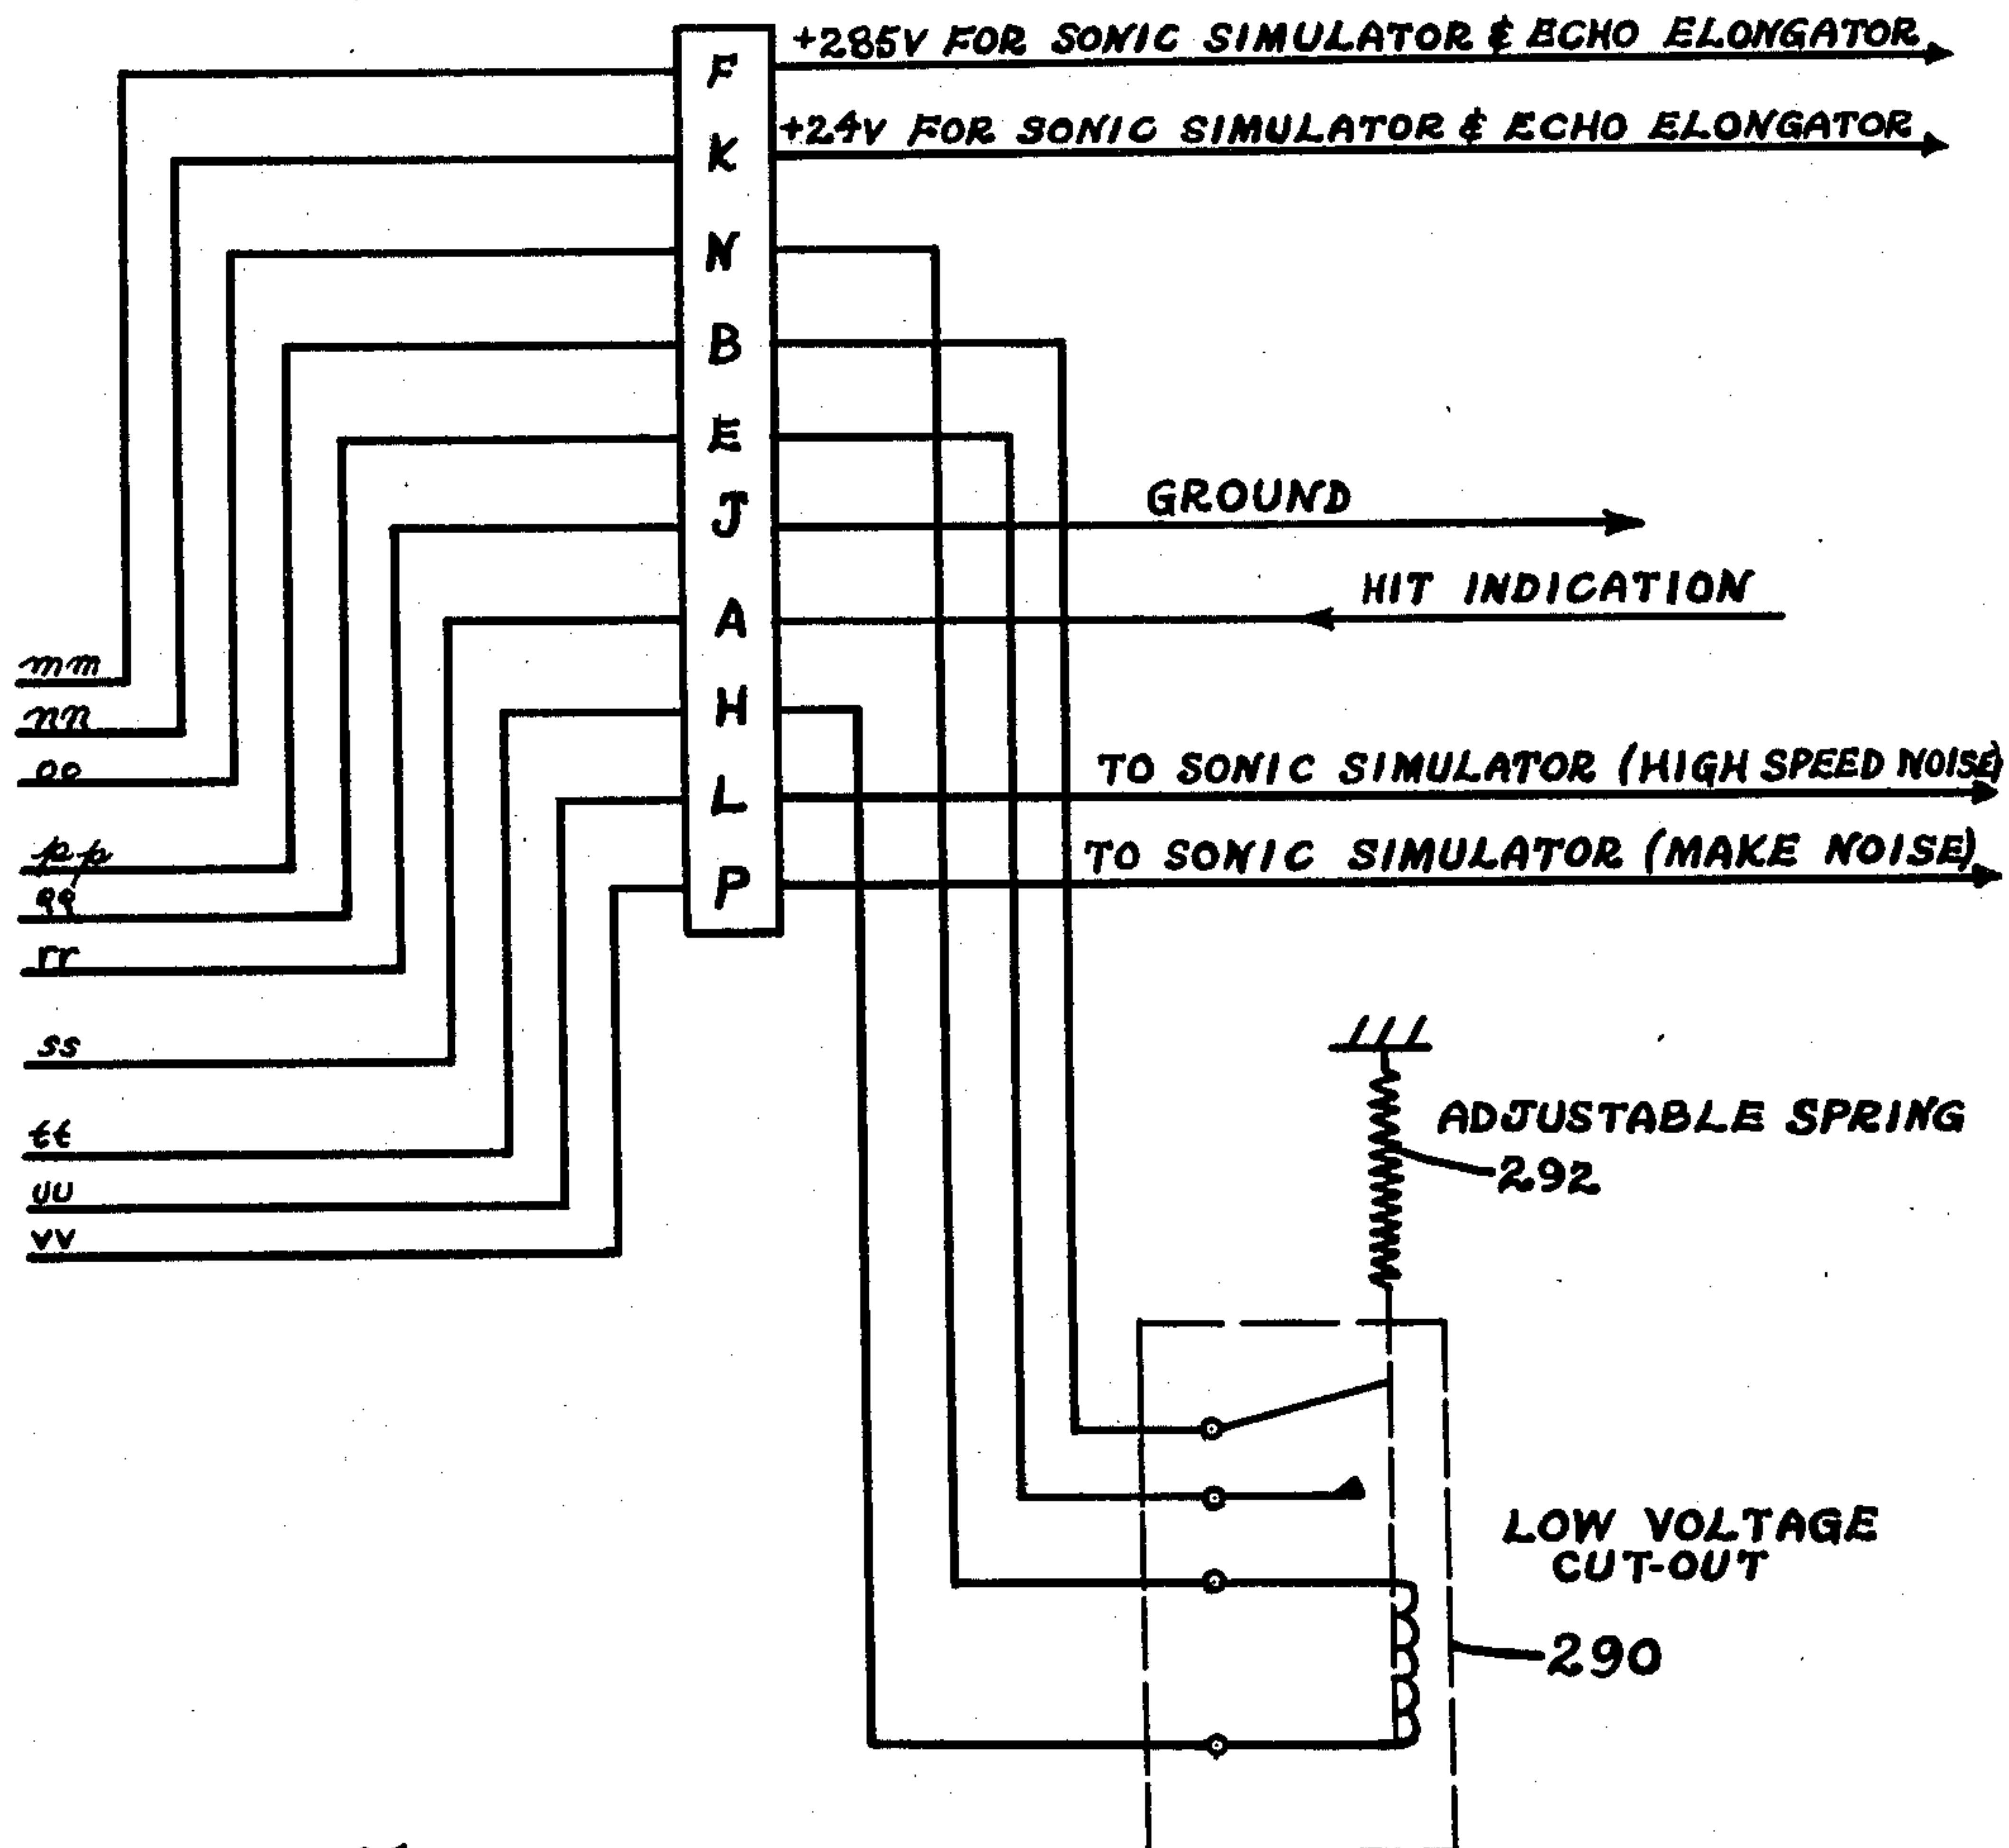 F
+285V FOR SONIC SIMULATOR & ECHO ELONGATOR
K
+24V FOR SONIC SIMULATOR & ECHO ELONGATOR
N
B
E
J
GROUND
A
HIT INDICATION
H
L
TO SONIC SIMULATOR (HIGH SPEED NOISE)
P
TO SONIC SIMULATOR (MAKE NOISE)
mm
nn
oo
pp
qq
rr
ss
tt
uu
vv
ADJUSTABLE SPRING
292
LOW VOLTAGE
CUT-OUT
290